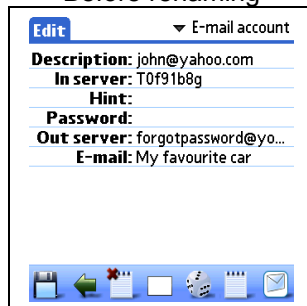 Before renaming
Edit
E-mail account
Description: john@yahoo.com
In server: T0f91b8g
Hint:
Password:
Out server: forgotpassword@yo...
E-mail: My favourite car